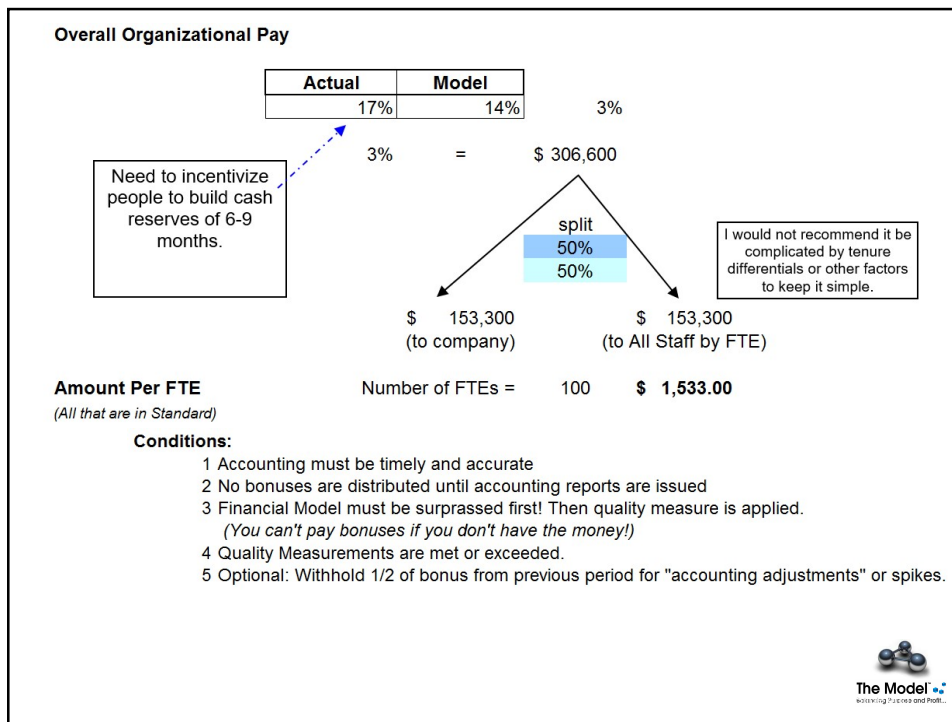 Overall Organizational Pay
Actual Model
17% 14% 3%
3% = $ 306,600
Need to incentivize
people to build cash
reserves of 6-9
months.
split
50%
50%
I would not recommend it be
complicated by tenure
differentials or other factors
to keep it simple.
$ 153,300 $ 153,300
(to company) (to All Staff by FTE)
Amount Per FTE Number of FTEs = 100 $ 1,533.00
(All that are in Standard)
Conditions:
1 Accounting must be timely and accurate
2 No bonuses are distributed until accounting reports are issued
3 Financial Model must be surprassed first! Then quality measure is applied.
(You can't pay bonuses if you don't have the money!)
4 Quality Measurements are met or exceeded.
5 Optional: Withhold 1/2 of bonus from previous period for "accounting adjustments" or spikes.
The Model
Balancing Purpose and Profit...